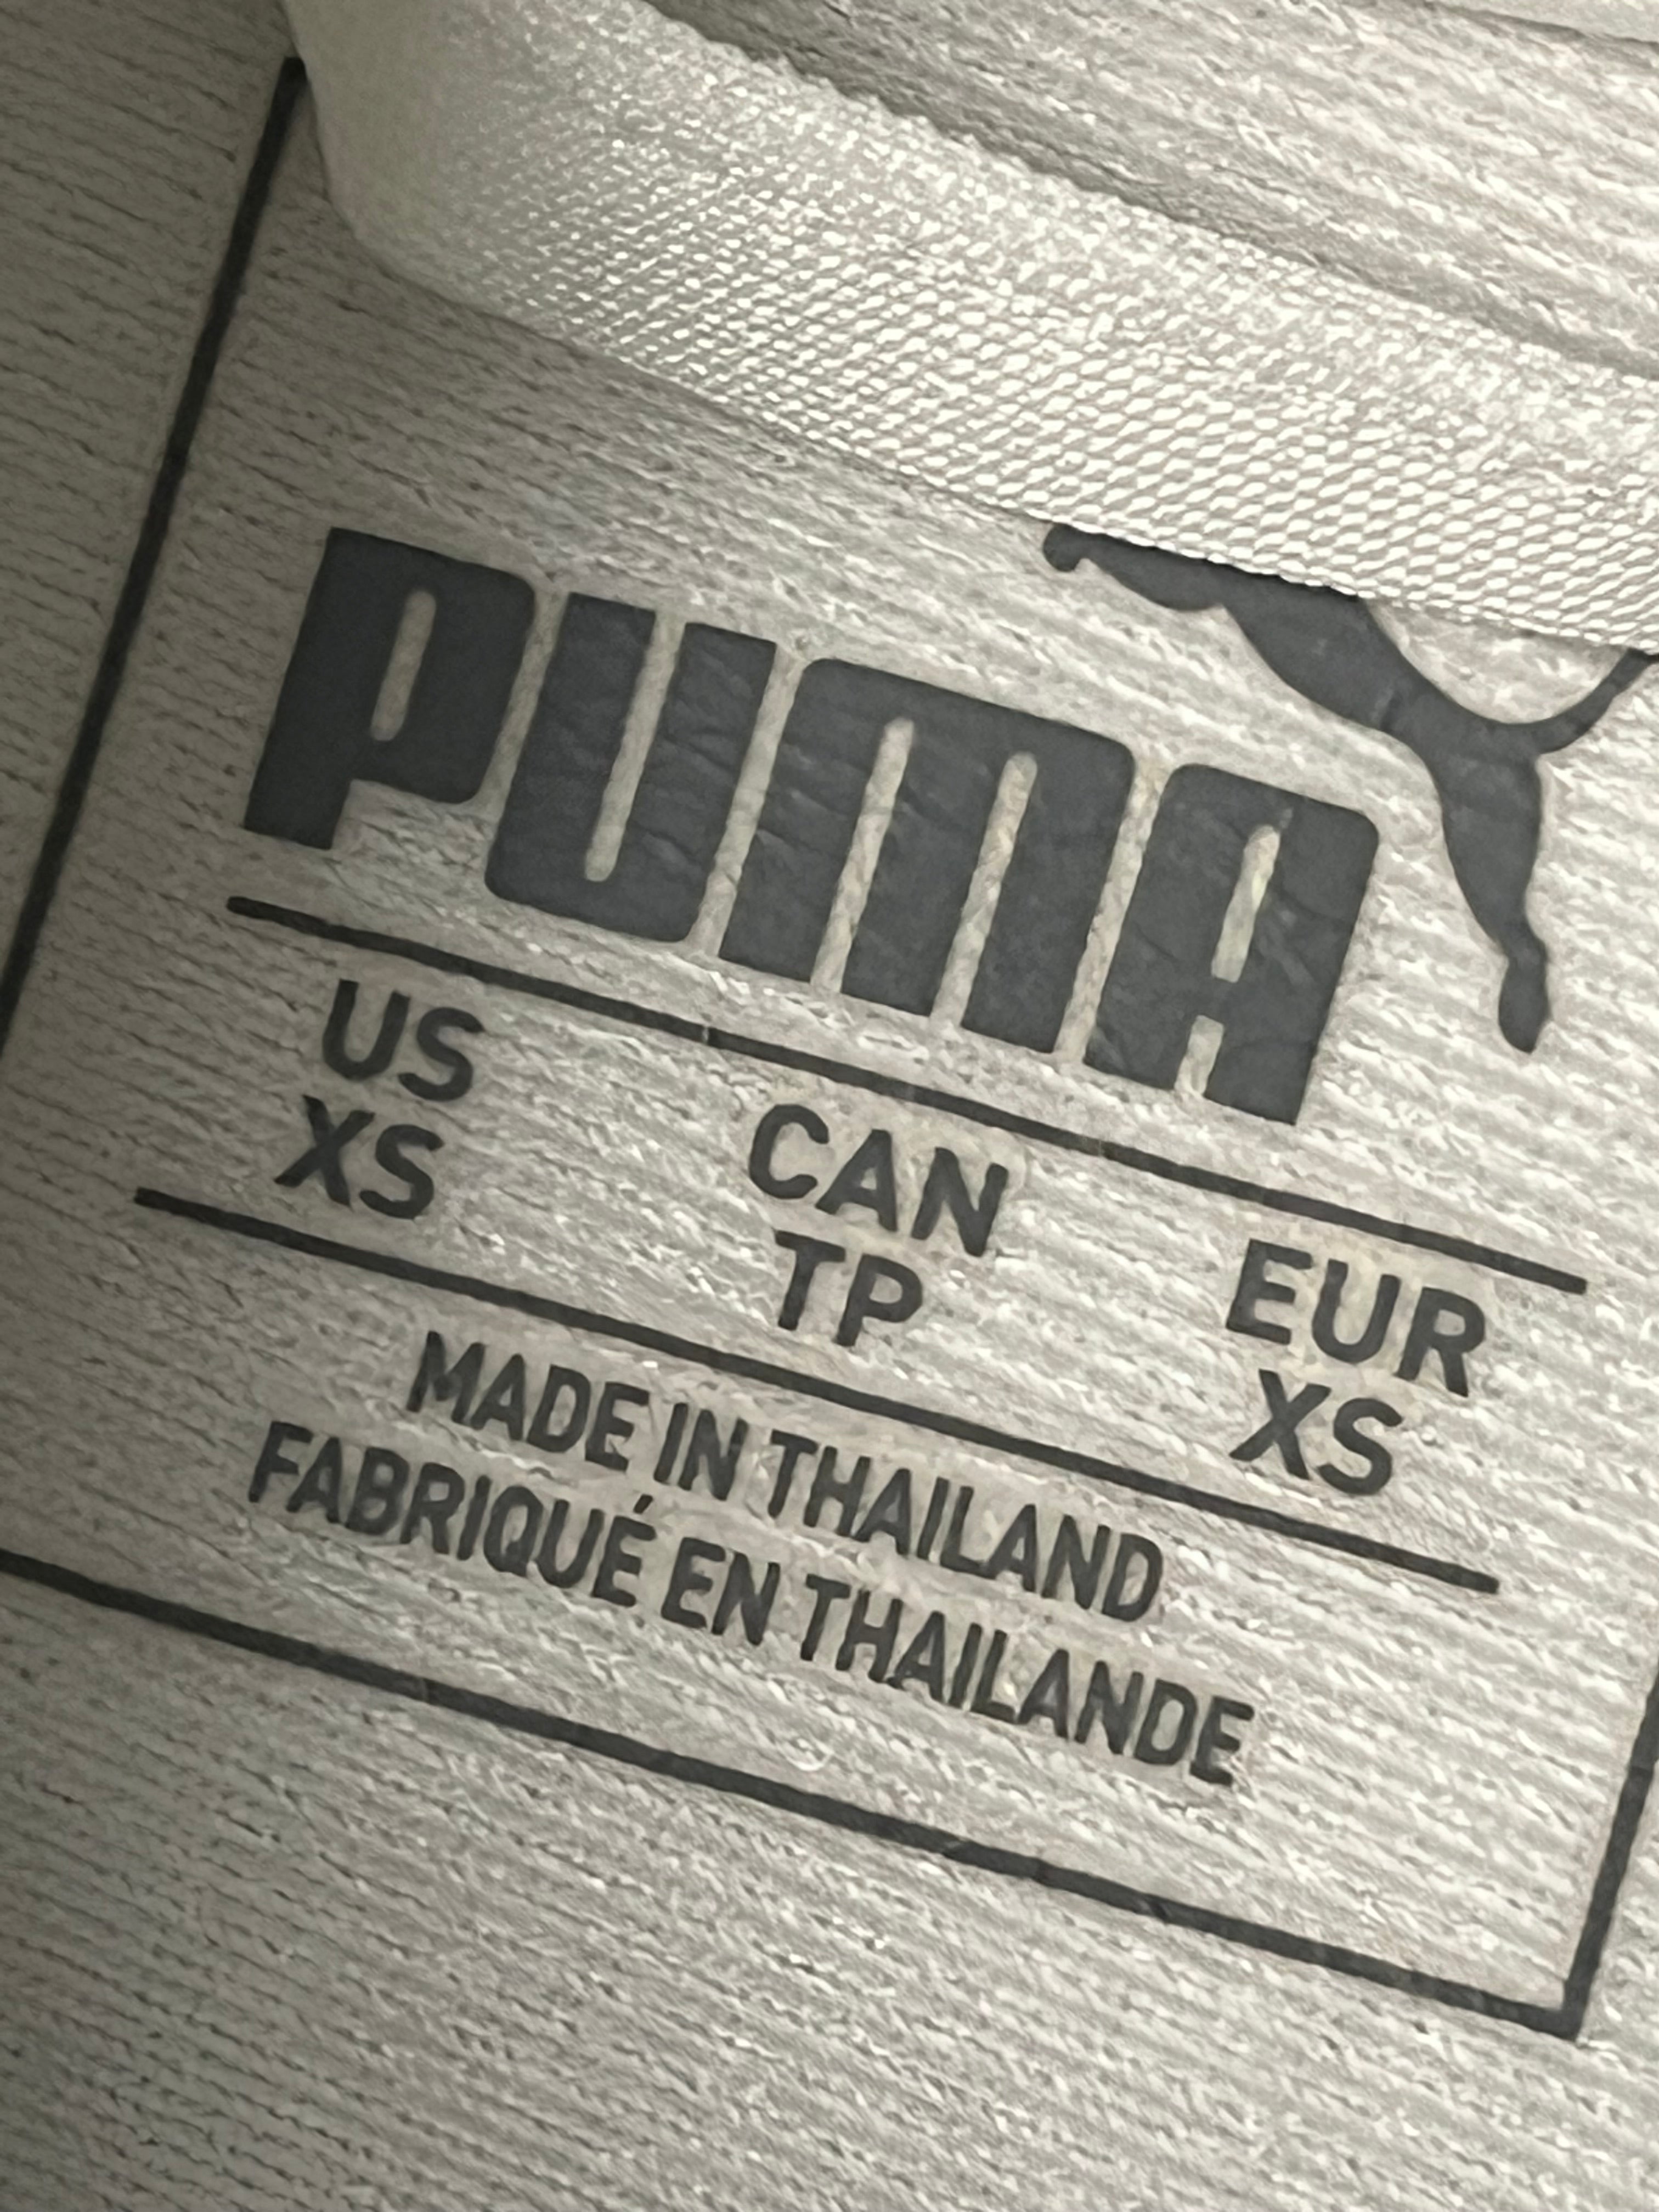 PUMA
US CAN EUR
XS TP XS
MADE IN THAILAND
FABRIQUÉ EN THAILANDE